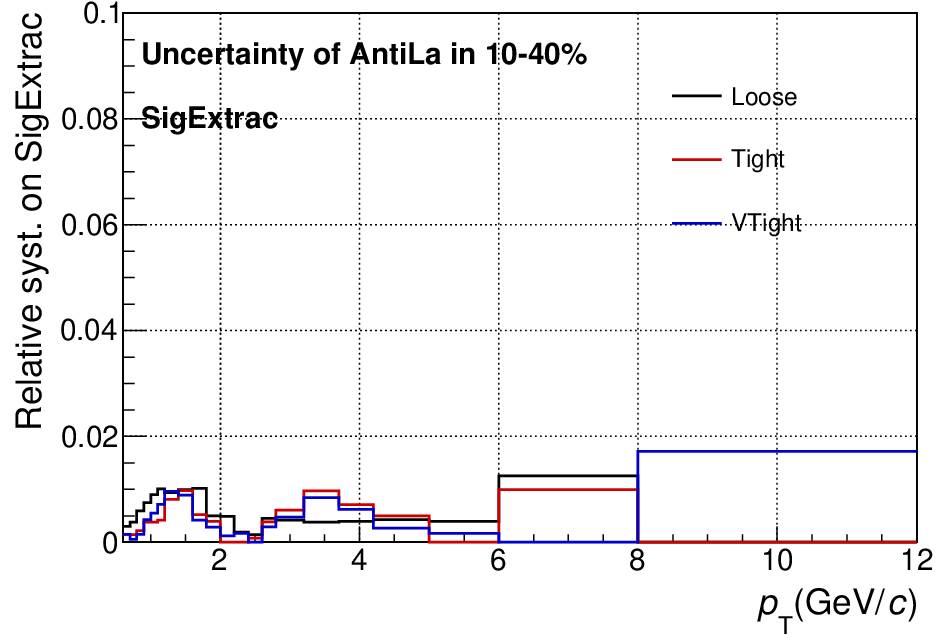 Relative syst. on SigExtrac
0.1
0.08
0.06
0.04
0.02
0
Uncertainty of AntiLa in 10-40%
SigExtrac
Loose
Tight
VTight
2
4
6
8
10
12
pT(GeV/c)